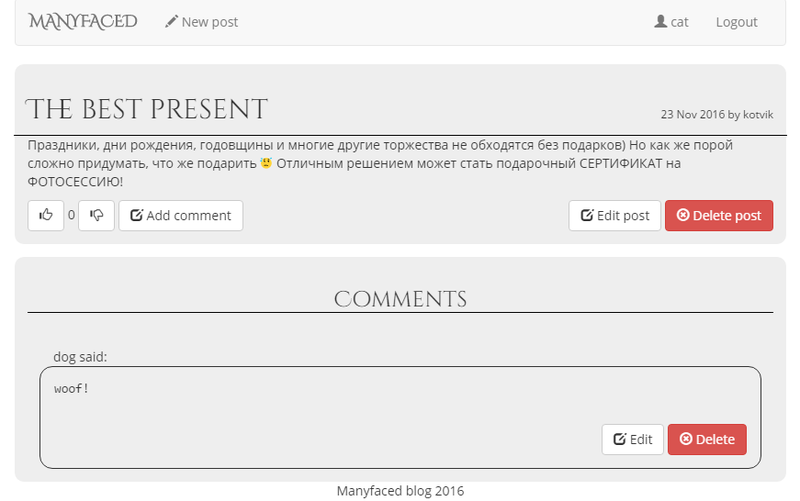 MANYFACED New post cat Logout
THE BEST PRESENT 23 Nov 2016 by kotvik
Праздники, дни рождения, годовщины и многие другие торжества не обходятся без подарков) Но как же порой
сложно придумать, что же подарить 😓 Отличным решением может стать подарочный СЕРТИФИКАТ на
ФОТОСЕССИЮ!
0 Add comment Edit post Delete post
COMMENTS
dog said:
woof!
Edit Delete
Manyfaced blog 2016